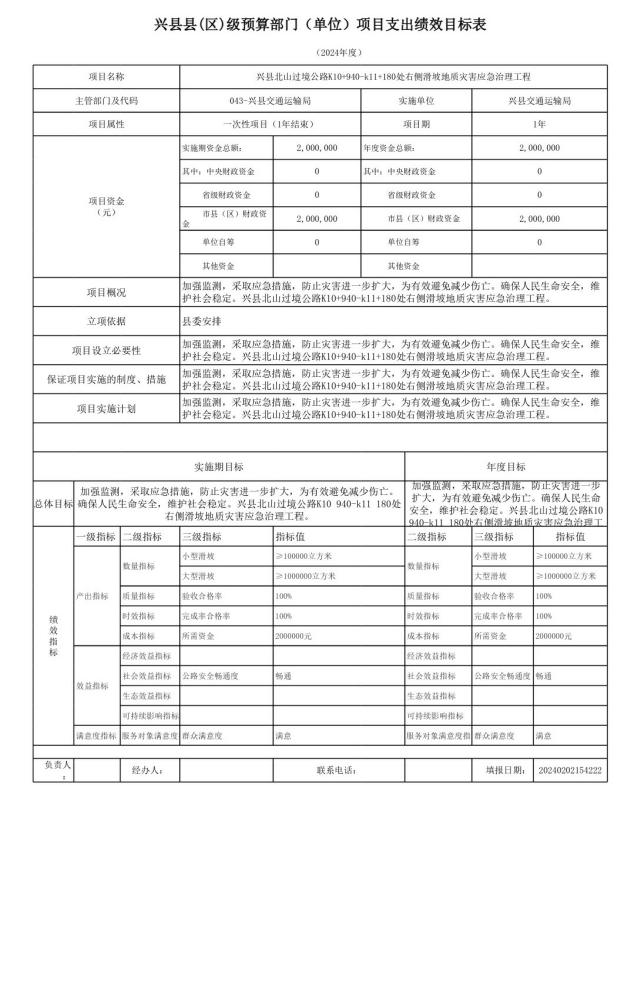 兴县县(区)级预算部门（单位）项目支出绩效目标表
（2024年度）
项目名称 兴县北山过境公路K10+940-k11+180处右侧滑坡地质灾害应急治理工程
主管部门及代码 043-兴县交通运输局 实施单位 兴县交通运输局
项目属性 一次性项目（1年结束） 项目期 1年
项目资金
（元）
实施期资金总额: 2,000,000 年度资金总额: 2,000,000
其中: 中央财政资金 0 其中: 中央财政资金 0
省级财政资金 0 省级财政资金 0
市县（区）财政资
金 2,000,000 市县（区）财政资金 2,000,000
单位自筹 0 单位自筹 0
其他资金 其他资金
项目概况 加强监测，采取应急措施，防止灾害进一步扩大，为有效避免减少伤亡。确保人民生命安全，维
护社会稳定。兴县北山过境公路K10+940-k11+180处右侧滑坡地质灾害应急治理工程。
立项依据 县委安排
项目设立必要性 加强监测，采取应急措施，防止灾害进一步扩大，为有效避免减少伤亡。确保人民生命安全，维
护社会稳定。兴县北山过境公路K10+940-k11+180处右侧滑坡地质灾害应急治理工程。
保证项目实施的制度、措施 加强监测，采取应急措施，防止灾害进一步扩大，为有效避免减少伤亡。确保人民生命安全，维
护社会稳定。兴县北山过境公路K10+940-k11+180处右侧滑坡地质灾害应急治理工程。
项目实施计划 加强监测，采取应急措施，防止灾害进一步扩大，为有效避免减少伤亡。确保人民生命安全，维
护社会稳定。兴县北山过境公路K10+940-k11+180处右侧滑坡地质灾害应急治理工程。
实施期目标 年度目标
总体目标
加强监测，采取应急措施，防止灾害进一步扩大，为有效避免减少伤亡。
确保人民生命安全，维护社会稳定。兴县北山过境公路K10 940-k11 180处
右侧滑坡地质灾害应急治理工程。
加强监测，采取应急措施，防止灾害进一步
扩大，为有效避免减少伤亡。确保人民生命
安全，维护社会稳定。兴县北山过境公路K10
940-k11 180处右侧滑坡地质灾害应急治理工
绩效指标
一级指标 二级指标 三级指标 指标值 二级指标 三级指标 指标值
产出指标 数量指标 小型滑坡 ≥100000立方米 数量指标 小型滑坡 ≥100000立方米
大型滑坡 ≥1000000立方米 大型滑坡 ≥1000000立方米
质量指标 验收合格率 100% 质量指标 验收合格率 100%
时效指标 完成率合格率 100% 时效指标 完成率合格率 100%
成本指标 所需资金 2000000元 成本指标 所需资金 2000000元
效益指标 经济效益指标 经济效益指标
社会效益指标 公路安全畅通度 畅通 社会效益指标 公路安全畅通度 畅通
生态效益指标 生态效益指标
可持续影响指标 可持续影响指标
满意度指标 服务对象满意度 群众满意度 满意 服务对象满意度指 群众满意度 满意
负责人
： 经办人： 联系电话： 填报日期： 20240202154222